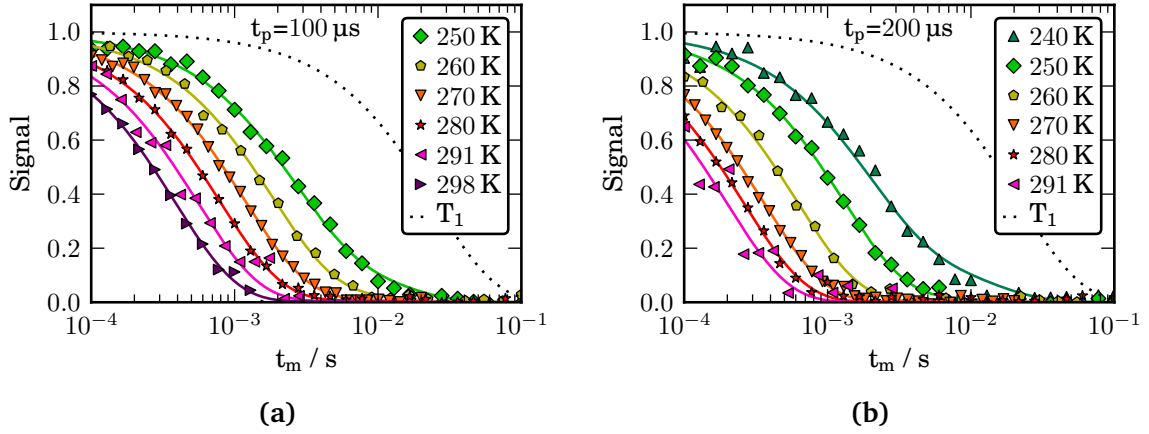 t_p=100 µs
1.0
0.8
0.6
0.4
0.2
0.0
Signal
250 K
260 K
270 K
280 K
291 K
298 K
T₁
10⁻⁴ 10⁻³ 10⁻² 10⁻¹
t_m / s
(a)
t_p=200 µs
1.0
0.8
0.6
0.4
0.2
0.0
Signal
240 K
250 K
260 K
270 K
280 K
291 K
T₁
10⁻⁴ 10⁻³ 10⁻² 10⁻¹
t_m / s
(b)